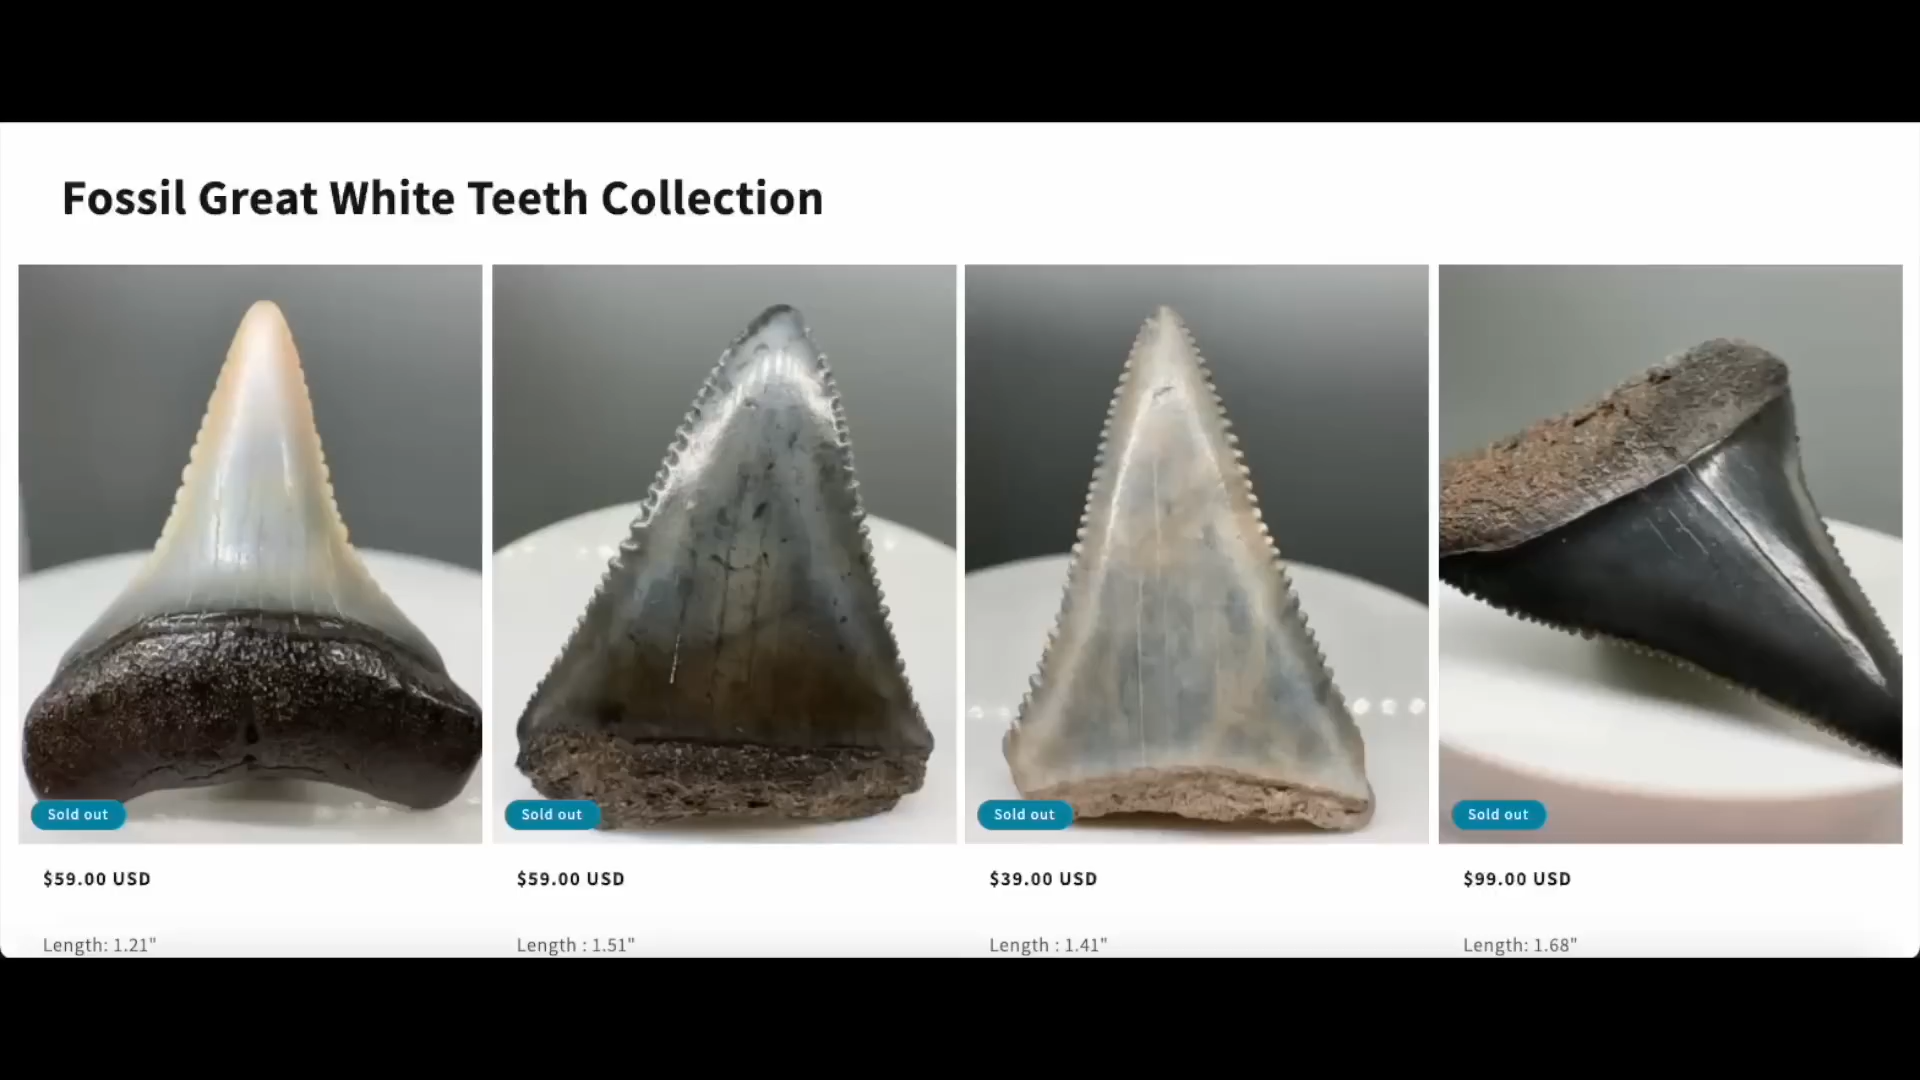 Fossil Great White Teeth Collection
Sold out
Sold out
Sold out
Sold out
$59.00 USD
$59.00 USD
$39.00 USD
$99.00 USD
Length: 1.21"
Length : 1.51"
Length : 1.41"
Length: 1.68"